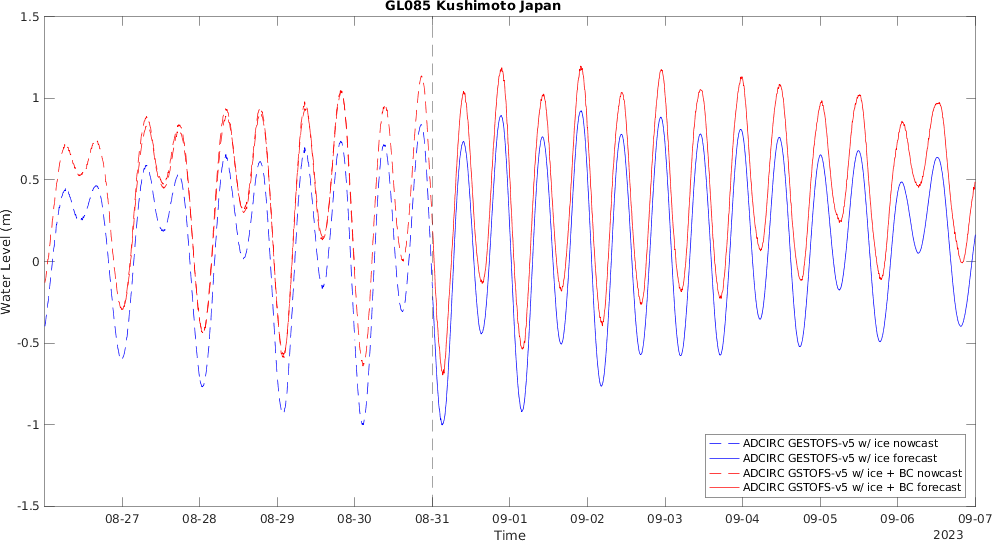 GL085 Kushimoto Japan
1.5
1
0.5
0
-0.5
-1
-1.5
Water Level (m)
08-27 08-28 08-29 08-30 08-31 09-01 09-02 09-03 09-04 09-05 09-06 09-07
Time
2023
ADCIRC GESTOFS-v5 w/ ice nowcast
ADCIRC GESTOFS-v5 w/ ice forecast
ADCIRC GSTOFS-v5 w/ ice + BC nowcast
ADCIRC GSTOFS-v5 w/ ice + BC forecast